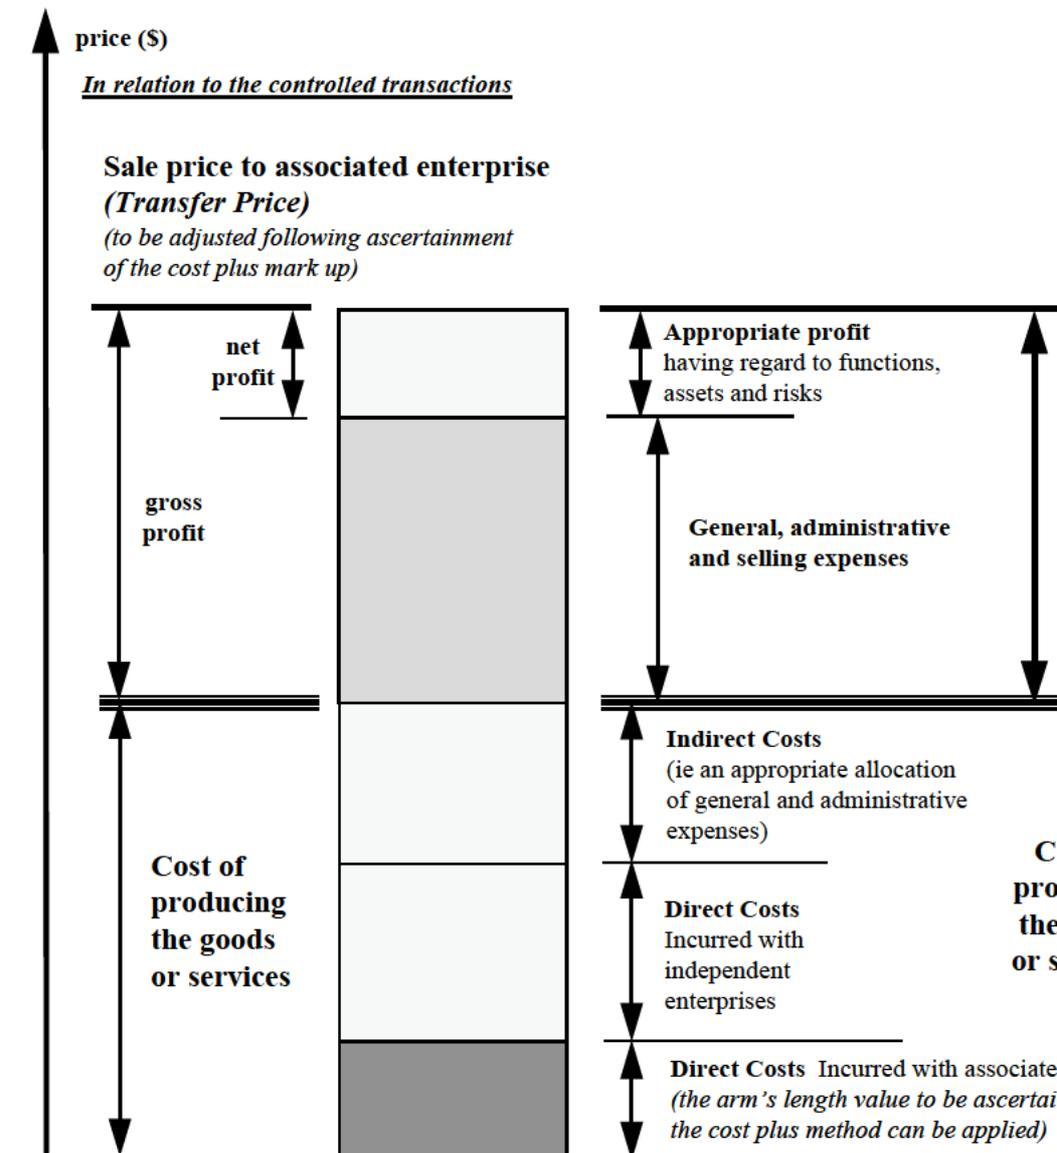 price ($)
In relation to the controlled transactions
Sale price to associated enterprise
(Transfer Price)
(to be adjusted following ascertainment
of the cost plus mark up)
net
profit
gross
profit
Appropriate profit
having regard to functions,
assets and risks
General, administrative
and selling expenses
Cost of
producing
the goods
or services
Indirect Costs
(ie an appropriate allocation
of general and administrative
expenses)
Direct Costs
Incurred with
independent
enterprises
Direct Costs Incurred with associate
(the arm's length value to be ascertai
the cost plus method can be applied)
C
pro
the
or s